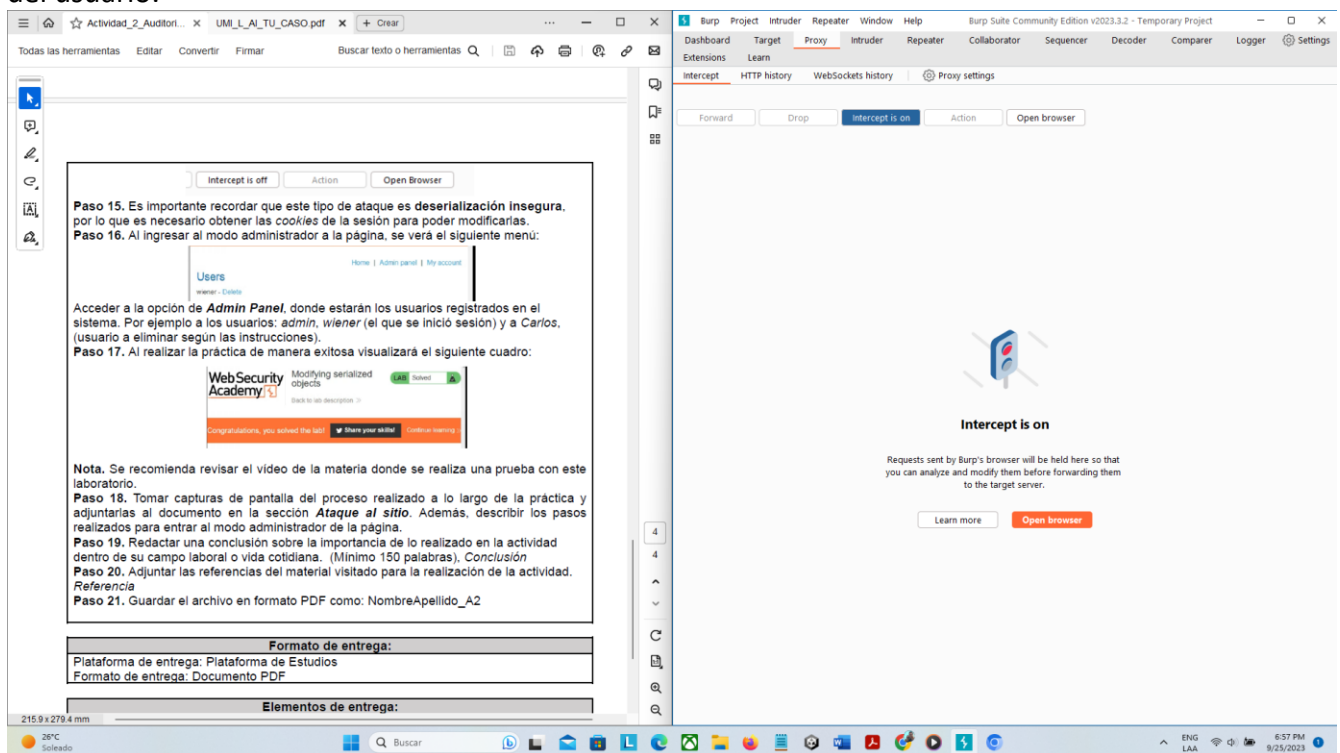 del usuario.
Actividad_2_Auditori...
UMI_L_AI_TU_CASO.pdf
+ Crear
Todas las herramientas Editar Convertir Firmar
Buscar texto o herramientas
Intercept is off Action Open Browser
Paso 15. Es importante recordar que este tipo de ataque es deserialización insegura,
por lo que es necesario obtener las cookies de la sesión para poder modificarlas.
Paso 16. Al ingresar al modo administrador a la página, se verá el siguiente menú:
Home | Admin panel | My account
Users
wiener - Delete
Acceder a la opción de Admin Panel, donde estarán los usuarios registrados en el
sistema. Por ejemplo a los usuarios: admin, wiener (el que se inició sesión) y a Carlos,
(usuario a eliminar según las instrucciones).
Paso 17. Al realizar la práctica de manera exitosa visualizará el siguiente cuadro:
WebSecurity
Academy
Modifying serialized
objects
LAB Solved
Back to lab description
Congratulations, you solved the lab! Share your skills! Continue learning
Nota. Se recomienda revisar el vídeo de la materia donde se realiza una prueba con este
laboratorio.
Paso 18. Tomar capturas de pantalla del proceso realizado a lo largo de la práctica y
adjuntarlas al documento en la sección Ataque al sitio. Además, describir los pasos
realizados para entrar al modo administrador de la página.
Paso 19. Redactar una conclusión sobre la importancia de lo realizado en la actividad
dentro de su campo laboral o vida cotidiana. (Mínimo 150 palabras), Conclusión
Paso 20. Adjuntar las referencias del material visitado para la realización de la actividad.
Referencia
Paso 21. Guardar el archivo en formato PDF como: NombreApellido_A2
Formato de entrega:
Plataforma de entrega: Plataforma de Estudios
Formato de entrega: Documento PDF
Elementos de entrega:
215.9 x 279.4 mm
4
4
Burp Project Intruder Repeater Window Help
Burp Suite Community Edition v2023.3.2 - Temporary Project
Dashboard Target Proxy Intruder Repeater Collaborator Sequencer Decoder Comparer Logger Settings
Extensions Learn
Intercept HTTP history WebSockets history Proxy settings
Forward Drop Intercept is on Action Open browser
Intercept is on
Requests sent by Burp's browser will be held here so that
you can analyze and modify them before forwarding them
to the target server.
Learn more Open browser
26°C
Soleado
Buscar
ENG
LAA
6:57 PM
9/25/2023